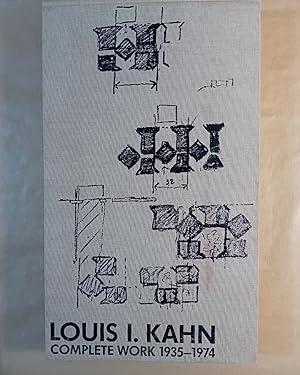 LOUIS I. KAHN
COMPLETE WORK 1935–1974